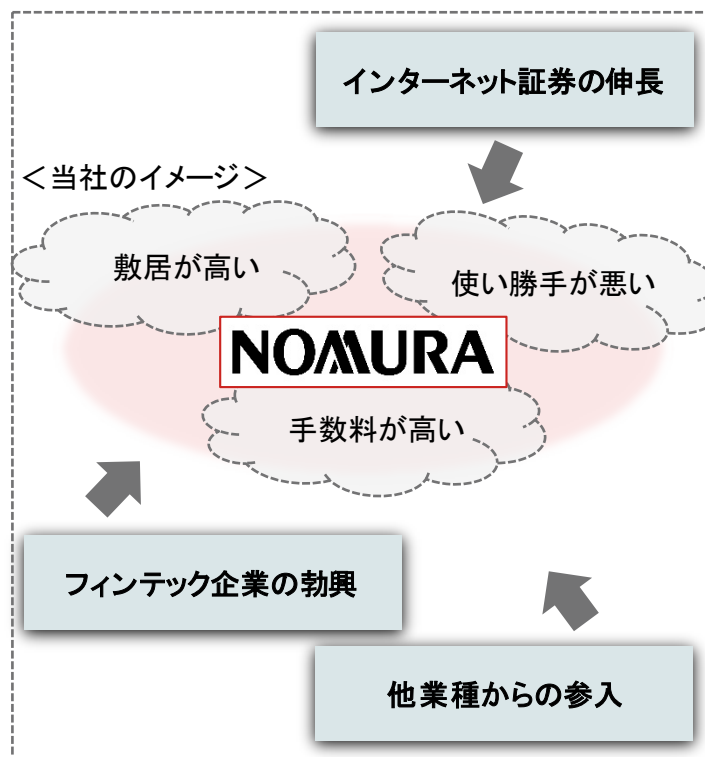 インターネット証券の伸長
＜当社のイメージ＞
敷居が高い
使い勝手が悪い
NOMURA
手数料が高い
フィンテック企業の勃興
他業種からの参入